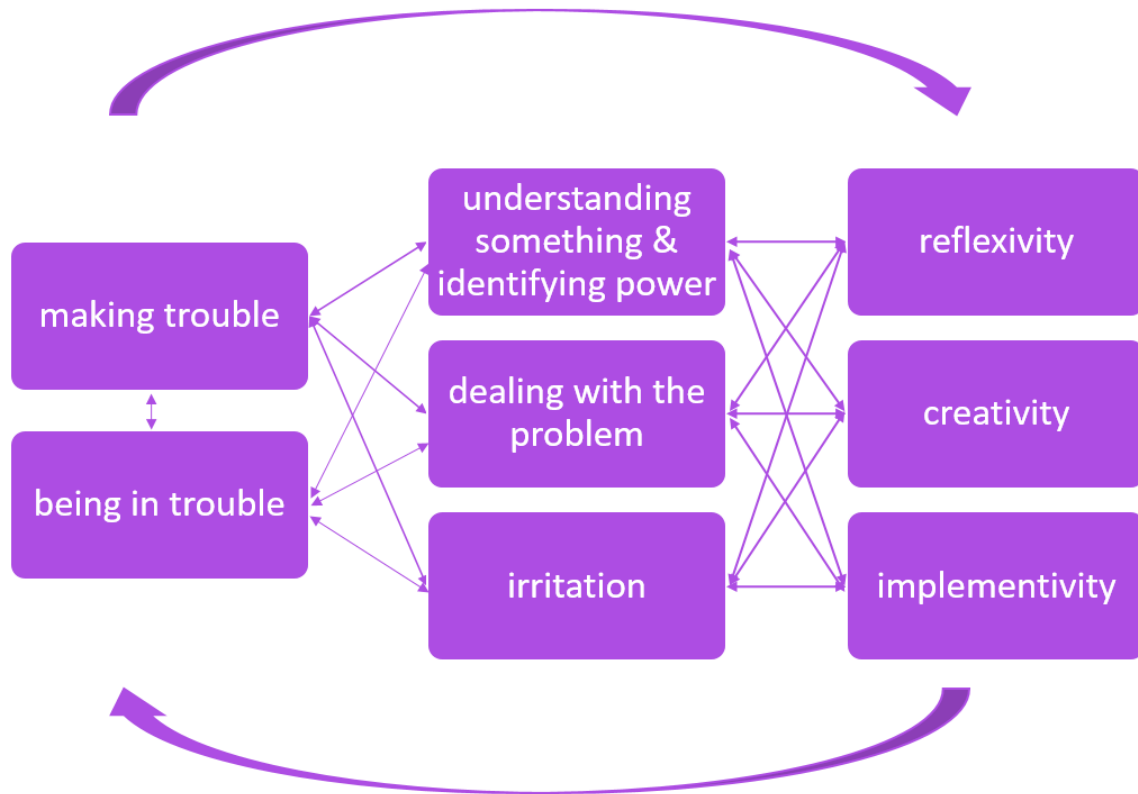 making trouble
being in trouble
understanding
something &
identifying power
dealing with the
problem
irritation
reflexivity
creativity
implementivity